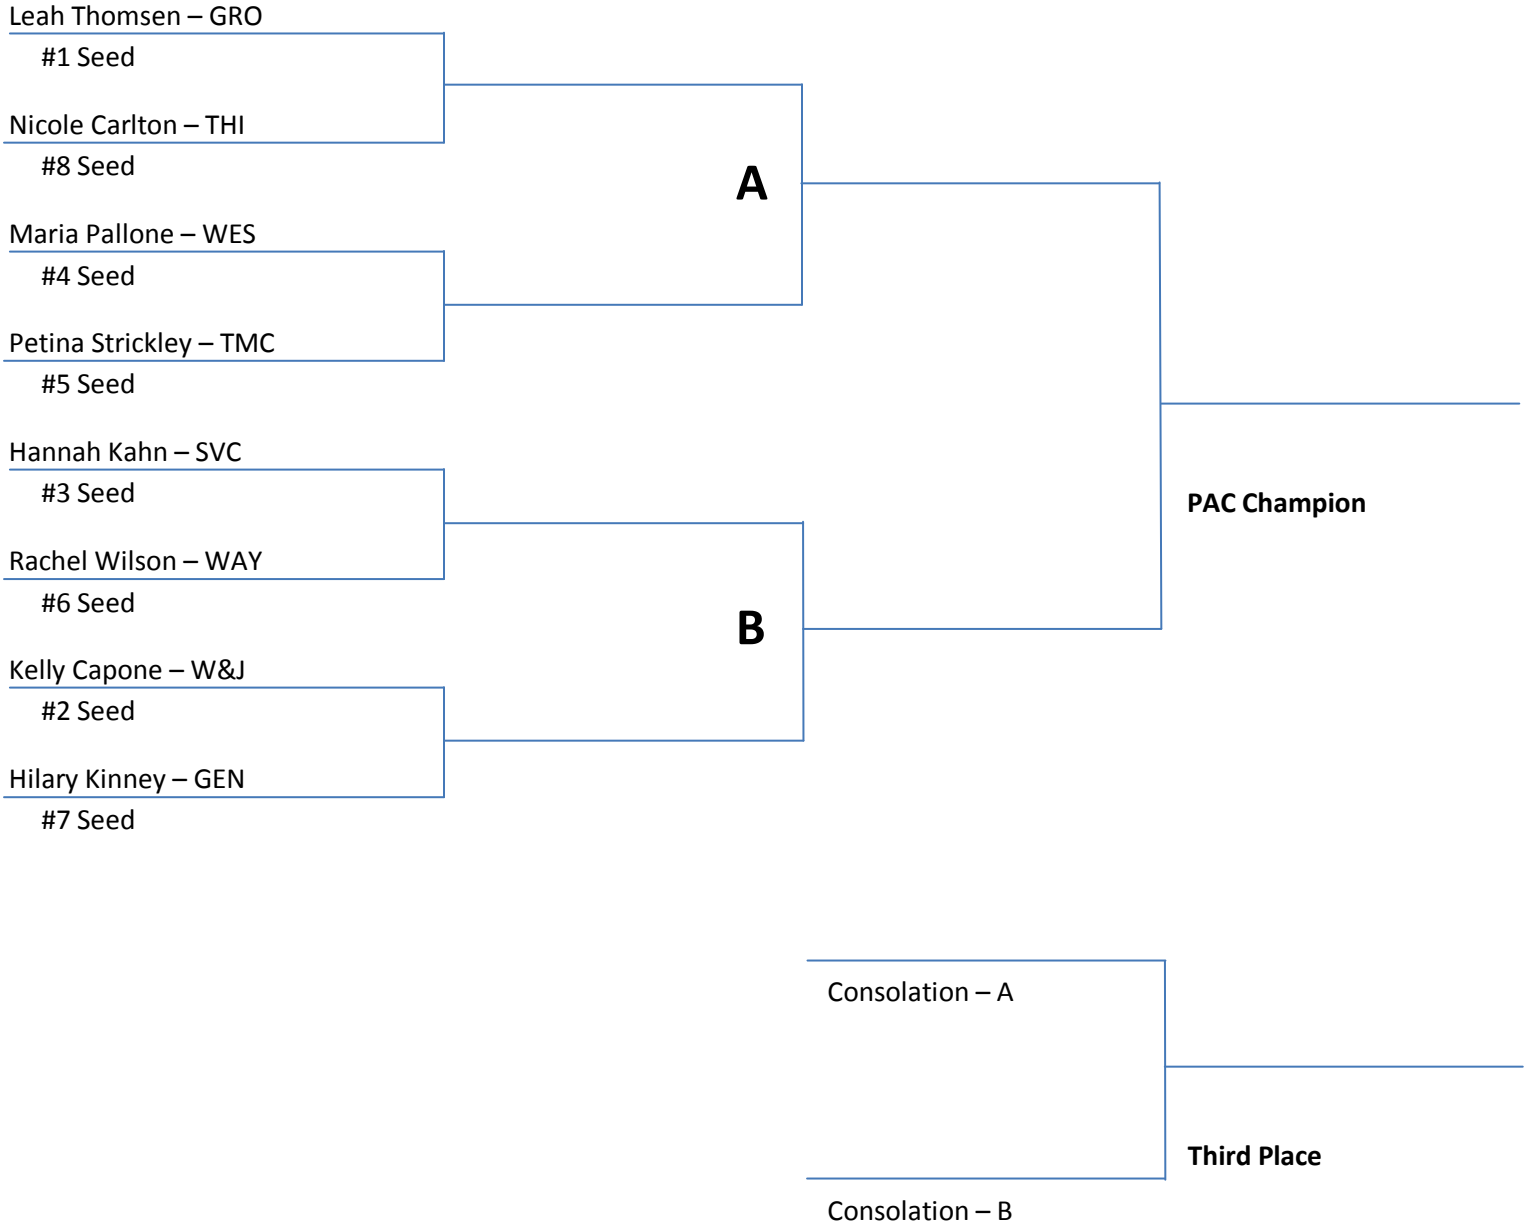 Leah Thomsen – GRO
#1 Seed
Nicole Carlton – THI
#8 Seed
A
Maria Pallone – WES
#4 Seed
Petina Strickley – TMC
#5 Seed
Hannah Kahn – SVC
#3 Seed
PAC Champion
Rachel Wilson – WAY
#6 Seed
B
Kelly Capone – W&J
#2 Seed
Hilary Kinney – GEN
#7 Seed
Consolation – A
Third Place
Consolation – B